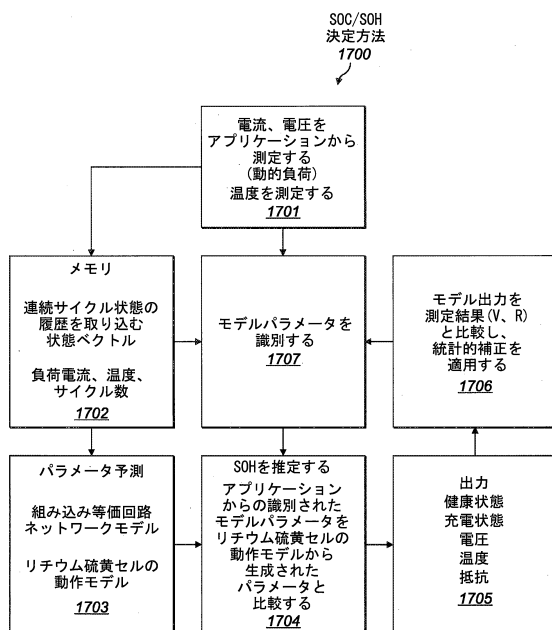 SOC/SOH
決定方法
1700
電流、電圧を
アプリケーションから
測定する
(動的負荷)
温度を測定する
1701
メモリ
連続サイクル状態の
履歴を取り込む
状態ベクトル
負荷電流、温度、
サイクル数
1702
モデルパラメータを
識別する
1707
モデル出力を
測定結果(V、R)
と比較し、
統計的補正を
適用する
1706
パラメータ予測
組み込み等価回路
ネットワークモデル
リチウム硫黄セルの
動作モデル
1703
SOHを推定する
アプリケーション
からの識別された
モデルパラメータを
リチウム硫黄セルの
動作モデルから
生成された
パラメータと
比較する
1704
出力
健康状態
充電状態
電圧
温度
抵抗
1705